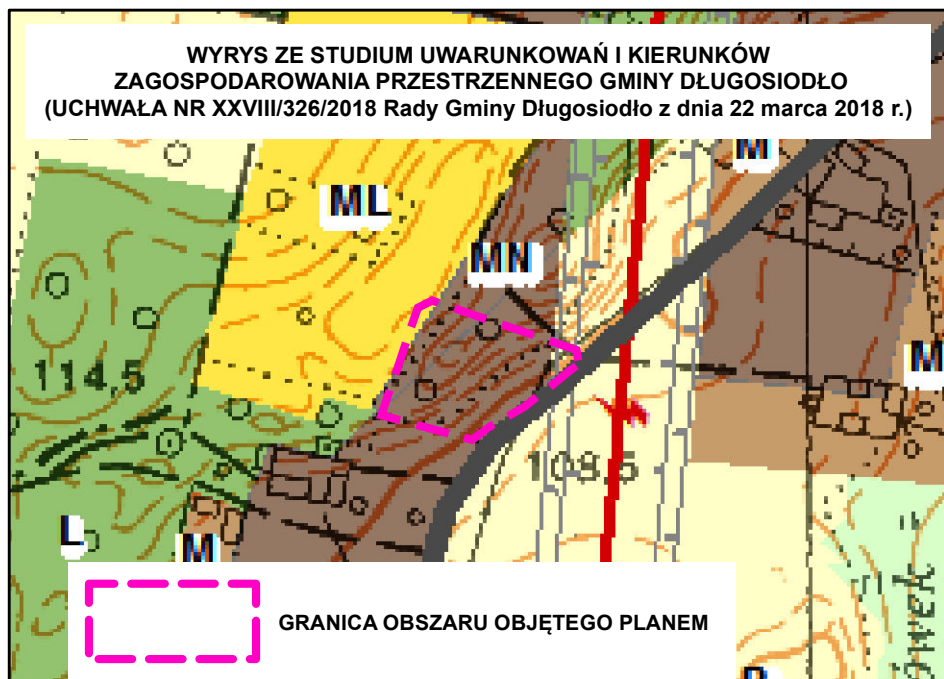 WYRYS ZE STUDIUM UWARUNKOWAŃ I KIERUNKÓW
ZAGOSPODAROWANIA PRZESTRZENNEGO GMINY DŁUGOSIODŁO
(UCHWAŁA NR XXVIII/326/2018 Rady Gminy Długosiodło z dnia 22 marca 2018 r.)
M
ML
MN
114,5
M
108,5
L
M
GRANICA OBSZARU OBJĘTEGO PLANEM